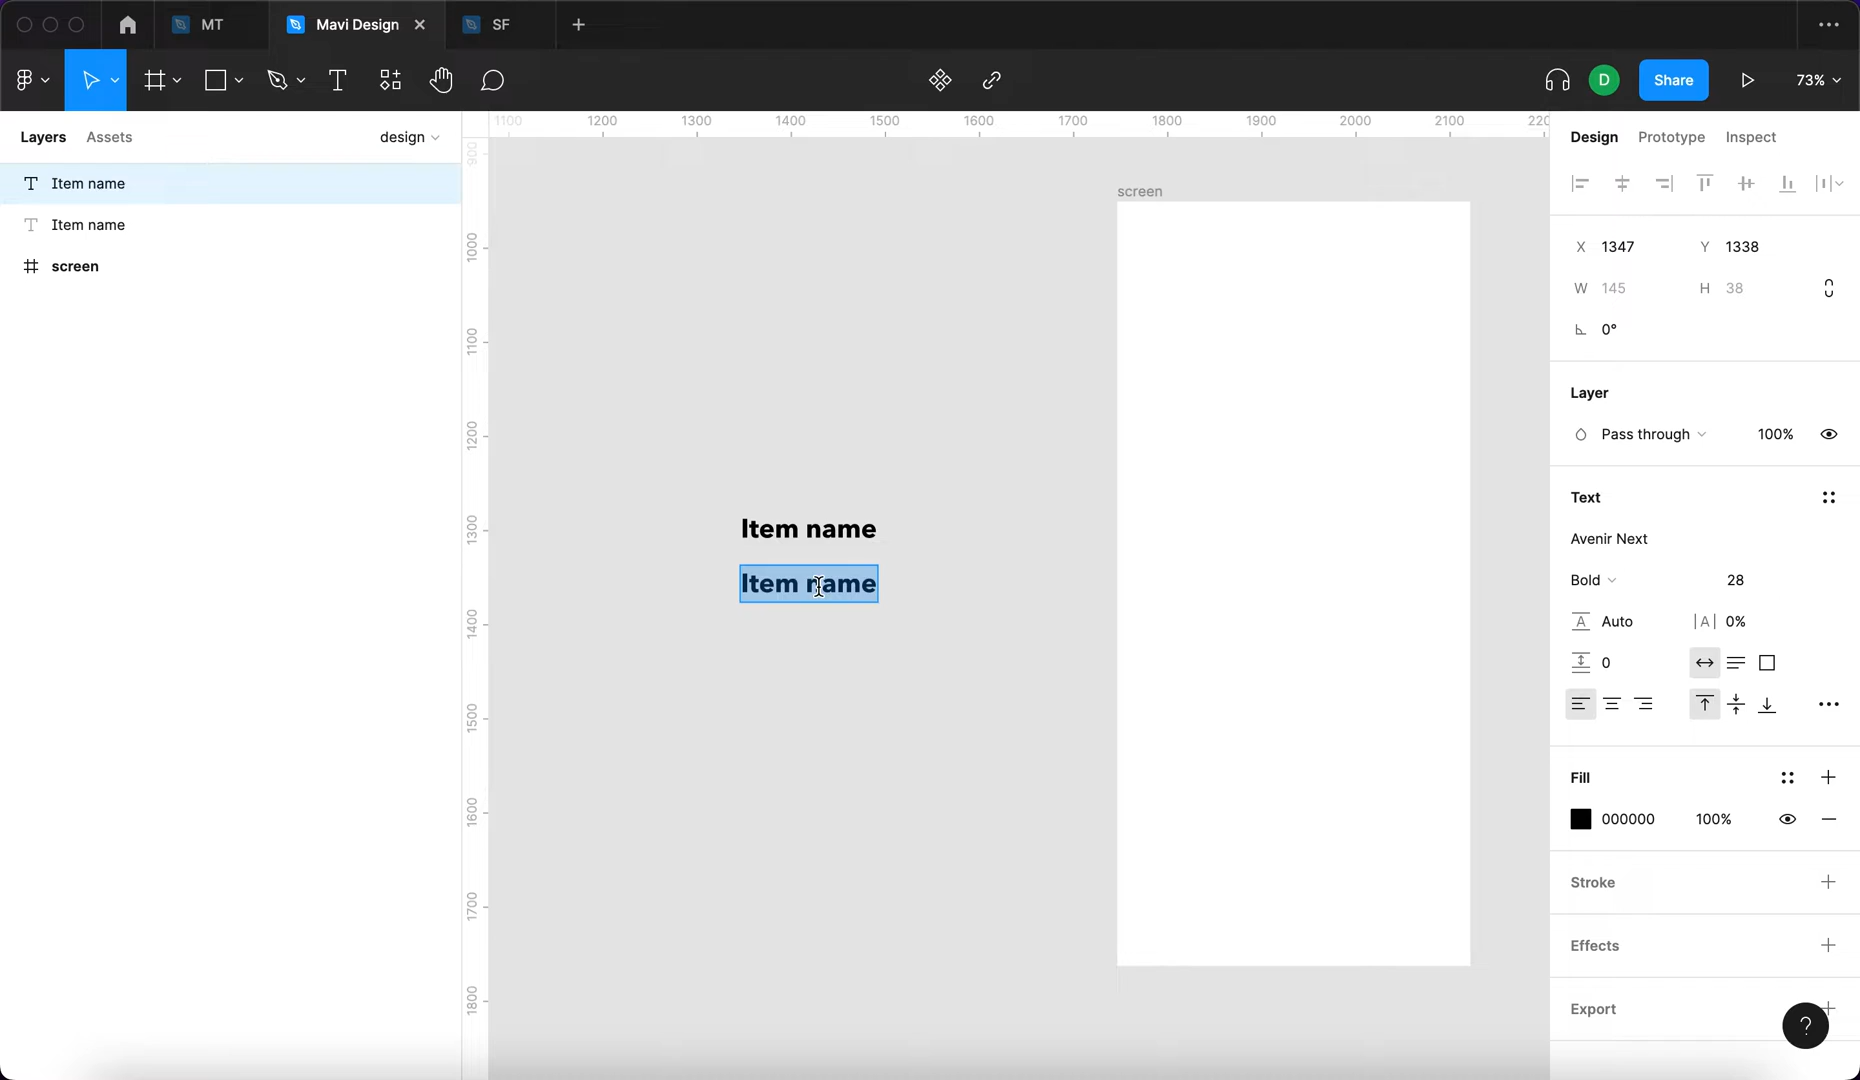 MT
Mavi Design
SF
D
Share
73%
Layers
Assets
design
Item name
Item name
screen
1100
1200
1300
1400
1500
1600
1700
1800
1900
2000
2100
220
900
1000
1100
1200
1300
1400
1500
1600
1700
1800
screen
Item name
Item name
Design
Prototype
Inspect
X 1347
Y 1338
W 145
H 38
0°
Layer
Pass through
100%
Text
Avenir Next
Bold
28
A Auto
|A| 0%
0
Fill
000000
100%
Stroke
Effects
Export
?